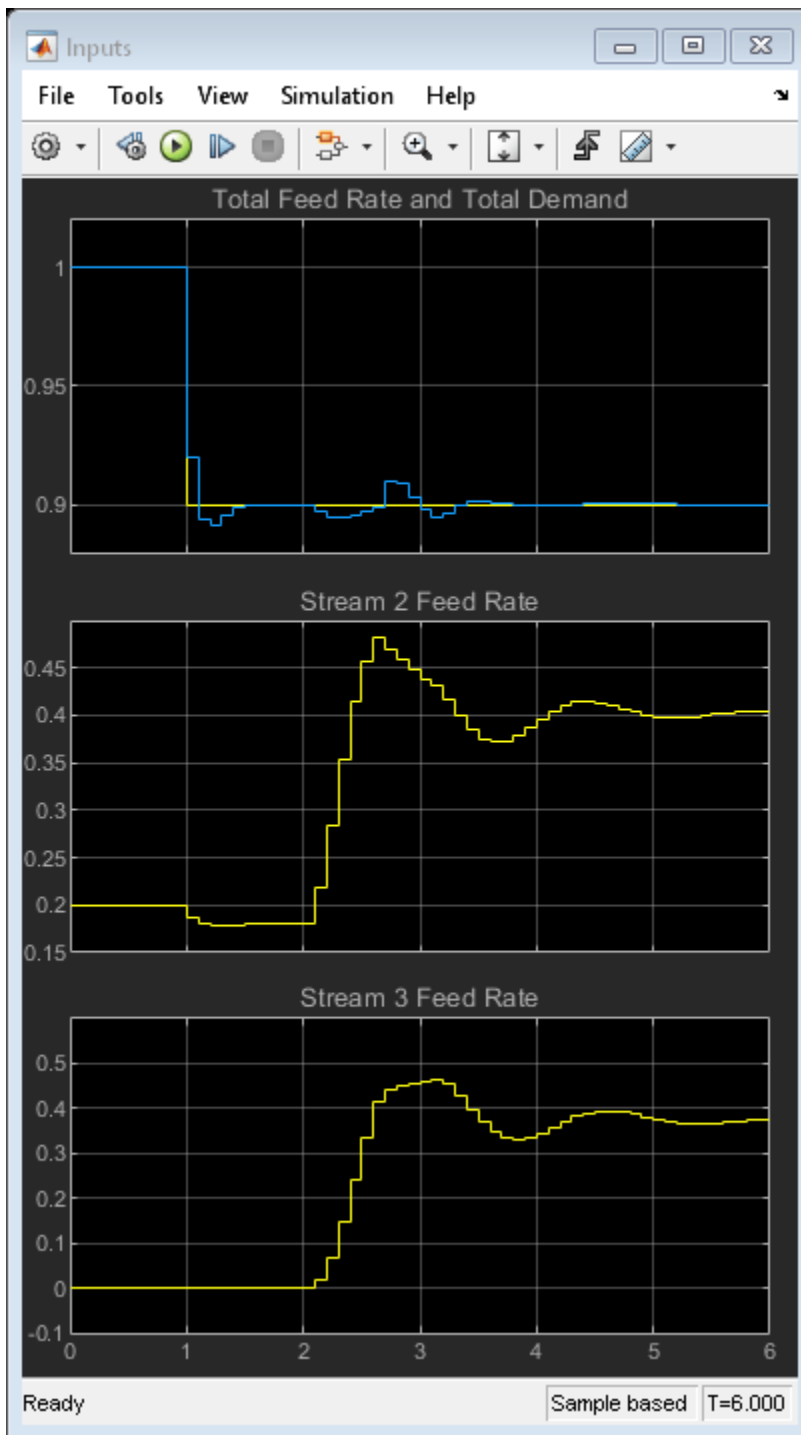 Inputs
File Tools View Simulation Help
Total Feed Rate and Total Demand
1
0.95
0.9
Stream 2 Feed Rate
0.45
0.4
0.35
0.3
0.25
0.2
0.15
Stream 3 Feed Rate
0.5
0.4
0.3
0.2
0.1
0
-0.1
0 1 2 3 4 5 6
Ready Sample based T=6.000